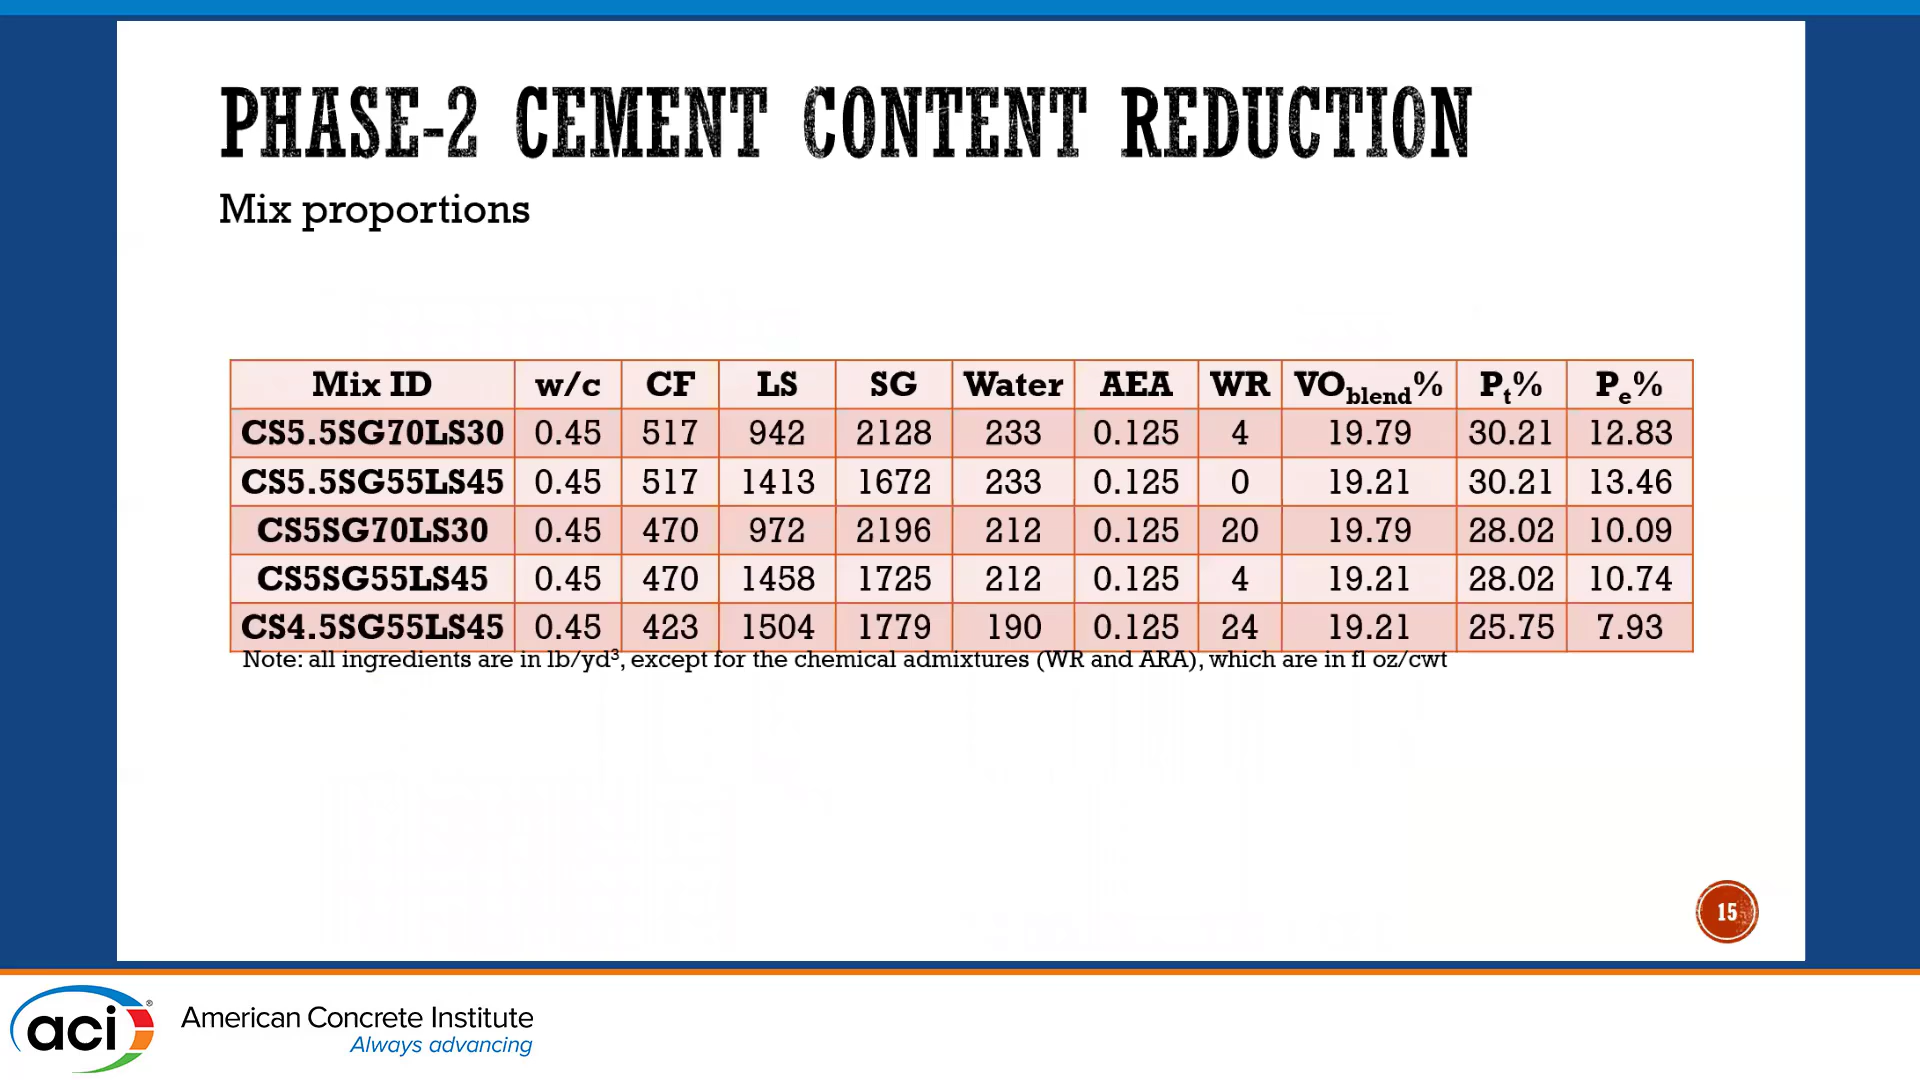 PHASE-2 CEMENT CONTENT REDUCTION
Mix proportions
Mix ID w/c CF LS SG Water AEA WR VOblend% Pt% Pe%
CS5.5SG70LS30 0.45 517 942 2128 233 0.125 4 19.79 30.21 12.83
CS5.5SG55LS45 0.45 517 1413 1672 233 0.125 0 19.21 30.21 13.46
CS5SG70LS30 0.45 470 972 2196 212 0.125 20 19.79 28.02 10.09
CS5SG55LS45 0.45 470 1458 1725 212 0.125 4 19.21 28.02 10.74
CS4.5SG55LS45 0.45 423 1504 1779 190 0.125 24 19.21 25.75 7.93
Note: all ingredients are in lb/yd³, except for the chemical admixtures (WR and ARA), which are in fl oz/cwt
15
aci®
American Concrete Institute
Always advancing